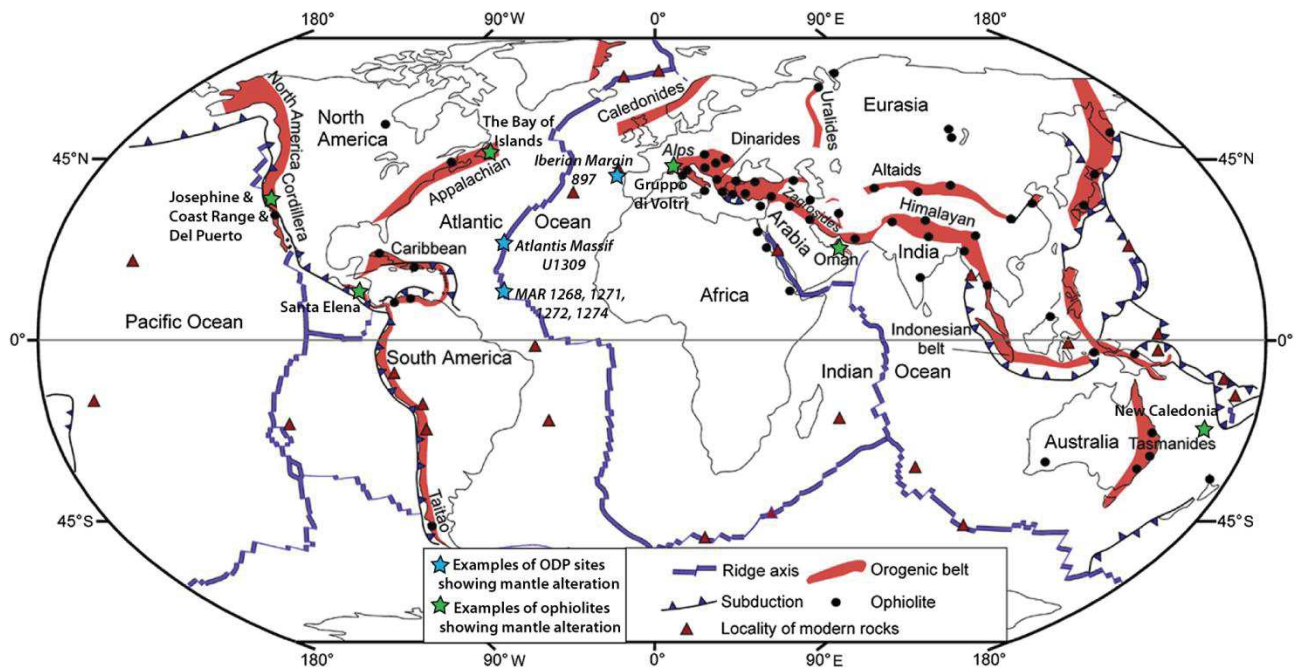 180°
90°W
0°
90°E
180°
North America
Cordillera
North
America
The Bay of
Islands
Appalachian
Caledonides
Uralides
Eurasia
45°N
45°N
Iberian Margin
897
Alps
Dinarides
Gruppo
di Voltri
Altaids
Himalayan
Zagrosides
Josephine &
Coast Range &
Del Puerto
Atlantic
Ocean
Arabia
Oman
India
Caribbean
Atlantis Massif
U1309
Santa Elena
MAR 1268, 1271,
1272, 1274
Africa
Pacific Ocean
Indonesian
belt
0°
0°
South America
Indian
Ocean
New Caledonia
Australia
Tasmanides
Taitao
45°S
45°S
Examples of ODP sites
showing mantle alteration
Examples of ophiolites
showing mantle alteration
Ridge axis
Orogenic belt
Subduction
Ophiolite
Locality of modern rocks
180°
90°W
0°
90°E
180°